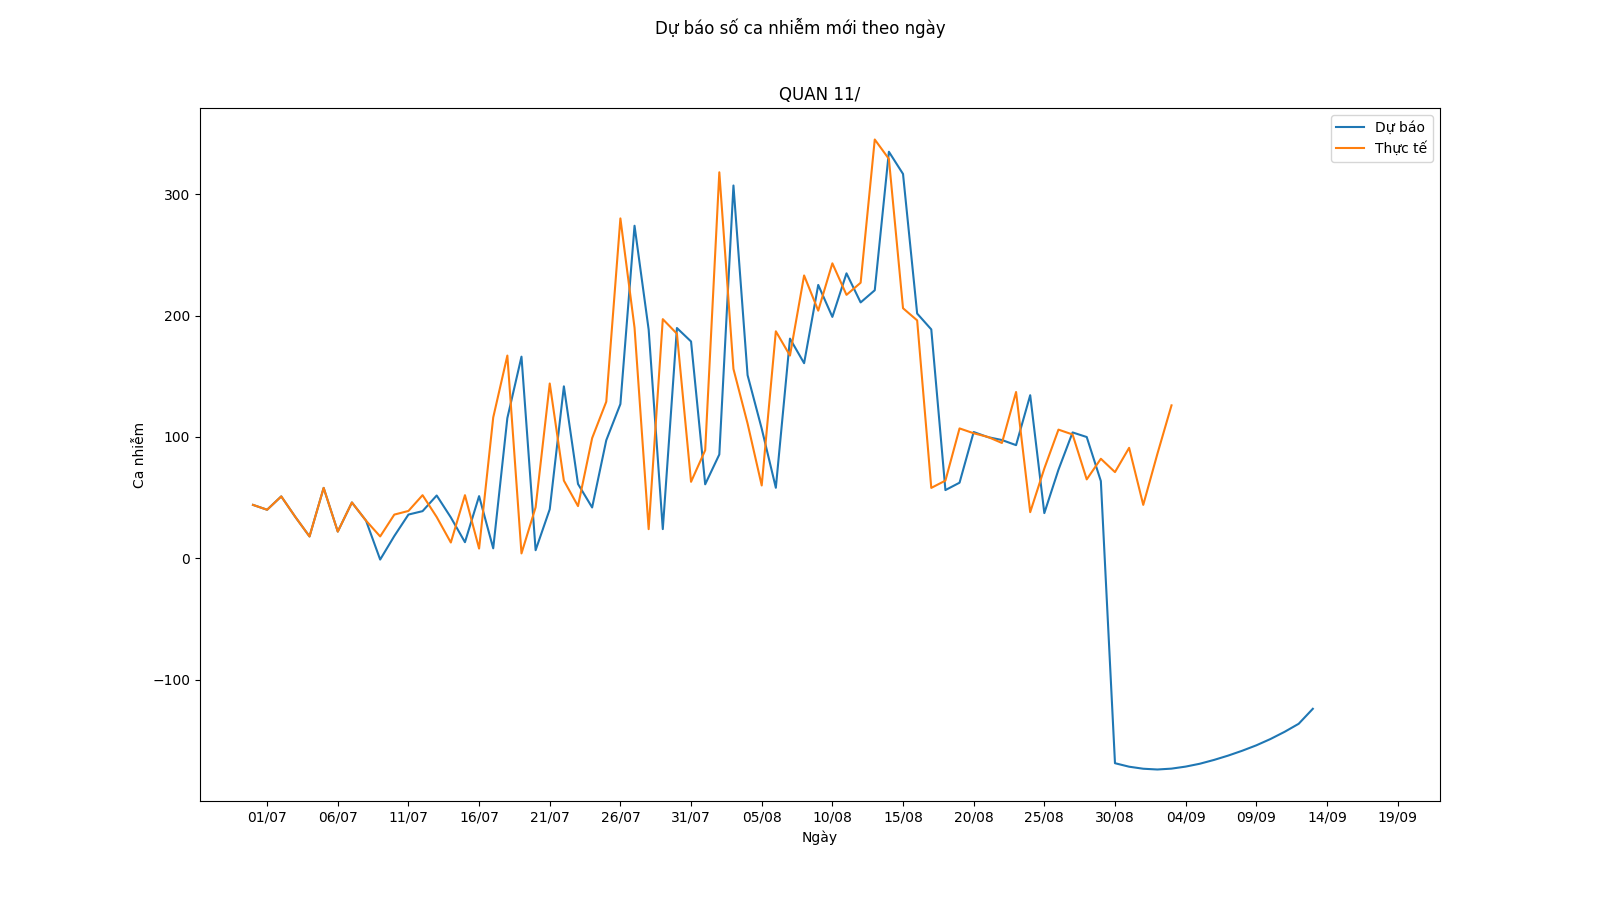 Dự báo số ca nhiễm mới theo ngày
QUAN 11/
Dự báo
Thực tế
300
200
100
0
−100
Ca nhiễm
01/07 06/07 11/07 16/07 21/07 26/07 31/07 05/08 10/08 15/08 20/08 25/08 30/08 04/09 09/09 14/09 19/09
Ngày